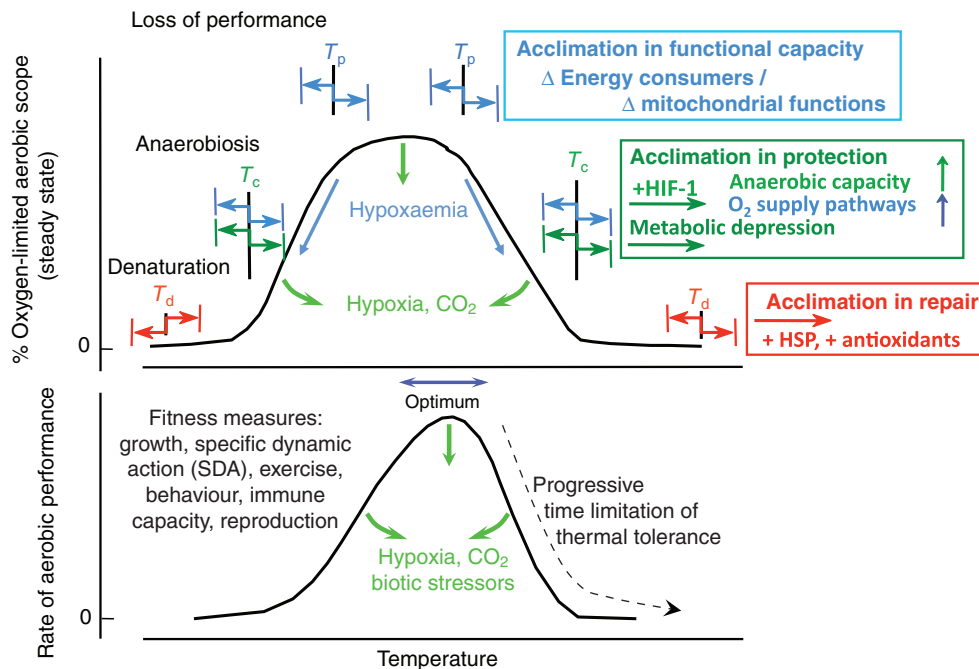 Loss of performance
Tp
Tp
Acclimation in functional capacity
Δ Energy consumers /
Δ mitochondrial functions
% Oxygen-limited aerobic scope
(steady state)
Anaerobiosis
Tc
Tc
Acclimation in protection
+HIF-1
Anaerobic capacity
O2 supply pathways
Metabolic depression
Hypoxaemia
Denaturation
Td
Hypoxia, CO2
Td
Acclimation in repair
+ HSP, + antioxidants
0
Optimum
Rate of aerobic performance
Fitness measures:
growth, specific dynamic
action (SDA), exercise,
behaviour, immune
capacity, reproduction
Progressive
time limitation of
thermal tolerance
Hypoxia, CO2
biotic stressors
0
Temperature